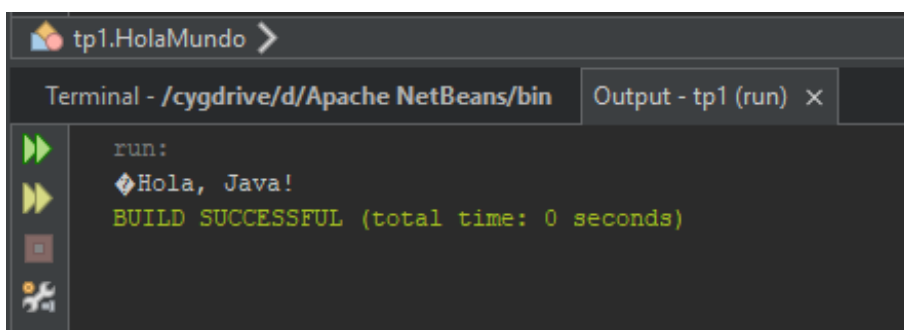 tp1.HolaMundo
Terminal - /cygdrive/d/Apache NetBeans/bin
Output - tp1 (run) ×
run:
�Hola, Java!
BUILD SUCCESSFUL (total time: 0 seconds)